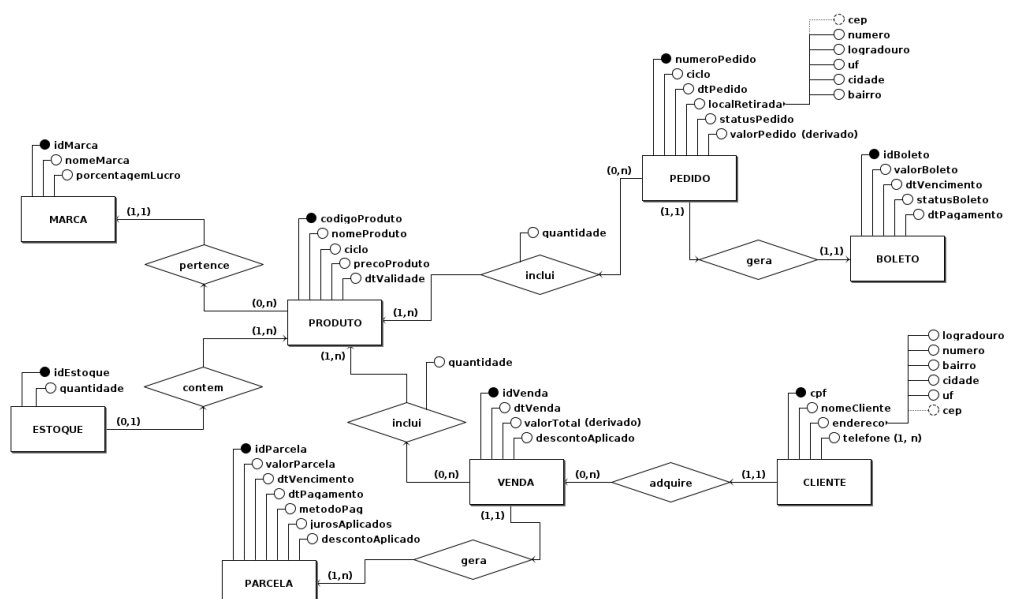 cep
numero
logradouro
uf
cidade
bairro
numeroPedido
ciclo
dtPedido
localRetirada
statusPedido
valorPedido (derivado)
PEDIDO
(0,n)
(1,1)
idMarca
nomeMarca
porcentagemLucro
MARCA
(1,1)
pertence
(0,n)
idBoleto
valorBoleto
dtVencimento
statusBoleto
dtPagamento
BOLETO
(1,1)
gera
codigoProduto
nomeProduto
ciclo
precoProduto
dtValidade
PRODUTO
quantidade
inclui
(1,n)
(1,n)
(1,n)
idEstoque
quantidade
ESTOQUE
(0,1)
contem
quantidade
inclui
(0,n)
idVenda
dtVenda
valorTotal (derivado)
descontoAplicado
VENDA
(0,n)
adquire
(1,1)
logradouro
numero
bairro
cidade
uf
cep
cpf
nomeCliente
endereco
telefone (1, n)
CLIENTE
idParcela
valorParcela
dtVencimento
dtPagamento
metodoPag
jurosAplicados
descontoAplicado
PARCELA
(1,n)
gera
(1,1)